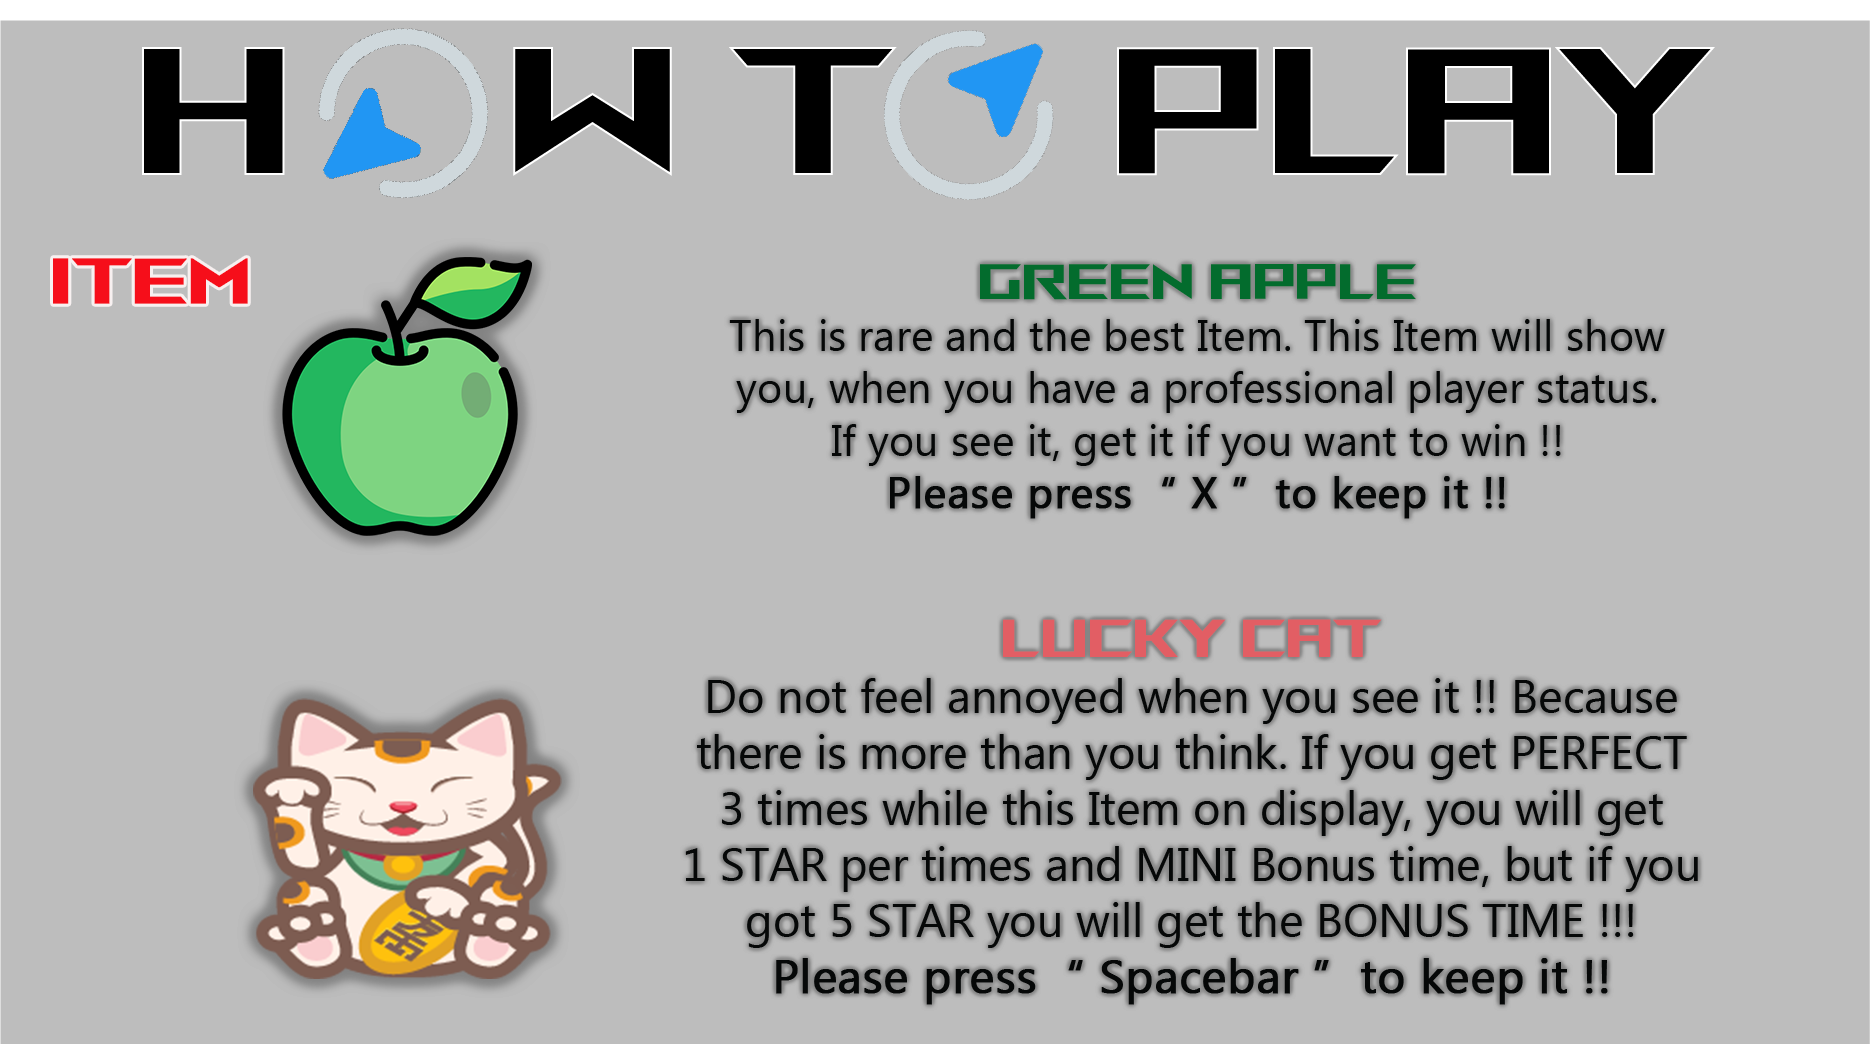 HOW TO PLAY
ITEM
GREEN APPLE
This is rare and the best Item. This Item will show
you, when you have a professional player status.
If you see it, get it if you want to win !!
Please press “ X ” to keep it !!
LUCKY CAT
Do not feel annoyed when you see it !! Because
there is more than you think. If you get PERFECT
3 times while this Item on display, you will get
1 STAR per times and MINI Bonus time, but if you
got 5 STAR you will get the BONUS TIME !!!
Please press “ Spacebar ” to keep it !!